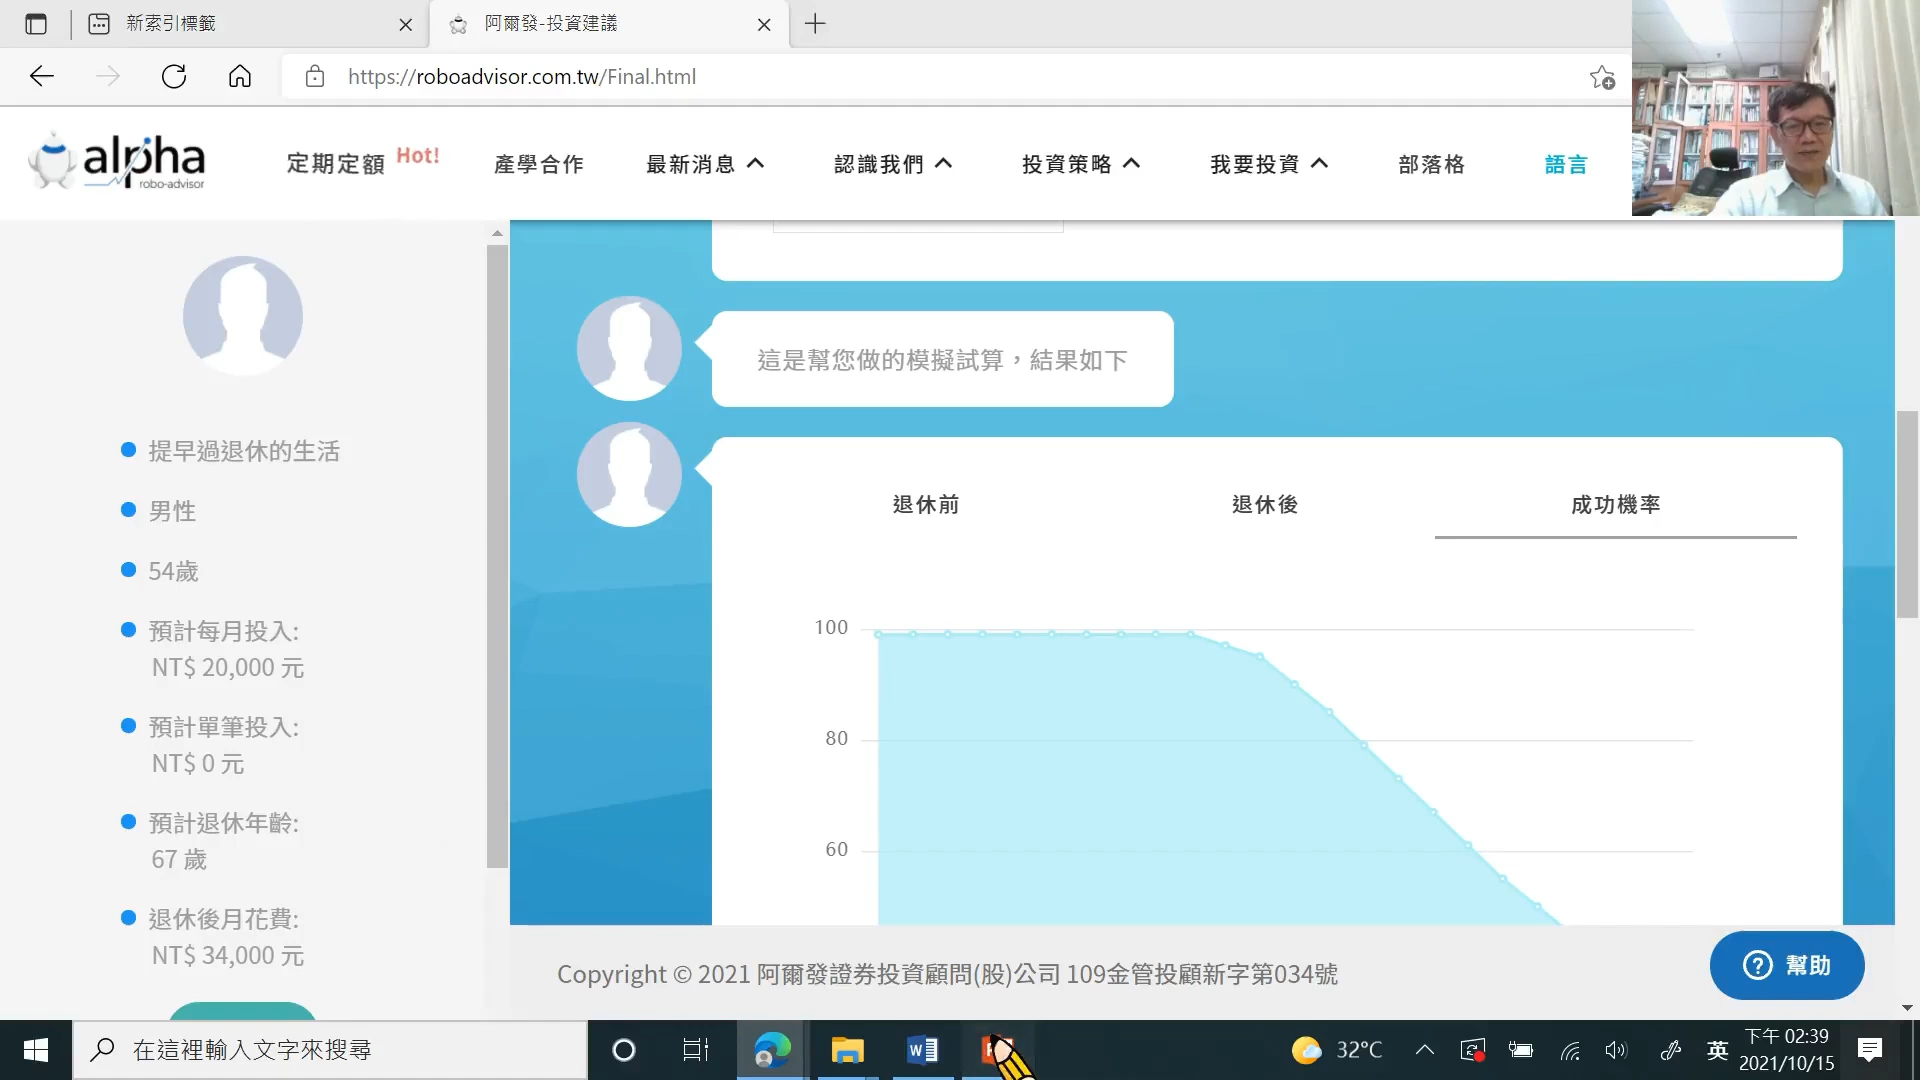 新索引標籤
阿爾發-投資建議
https://roboadvisor.com.tw/Final.html
alpha
robo-advisor
定期定額 Hot!
產學合作
最新消息
認識我們
投資策略
我要投資
部落格
語言
提早過退休的生活
男性
54歲
預計每月投入:
NT$ 20,000 元
預計單筆投入:
NT$ 0 元
預計退休年齡:
67 歲
退休後月花費:
NT$ 34,000 元
這是幫您做的模擬試算，結果如下
退休前
退休後
成功機率
100
80
60
Copyright © 2021 阿爾發證券投資顧問(股)公司 109金管投顧新字第034號
幫助
在這裡輸入文字來搜尋
32°C
英
下午 02:39
2021/10/15